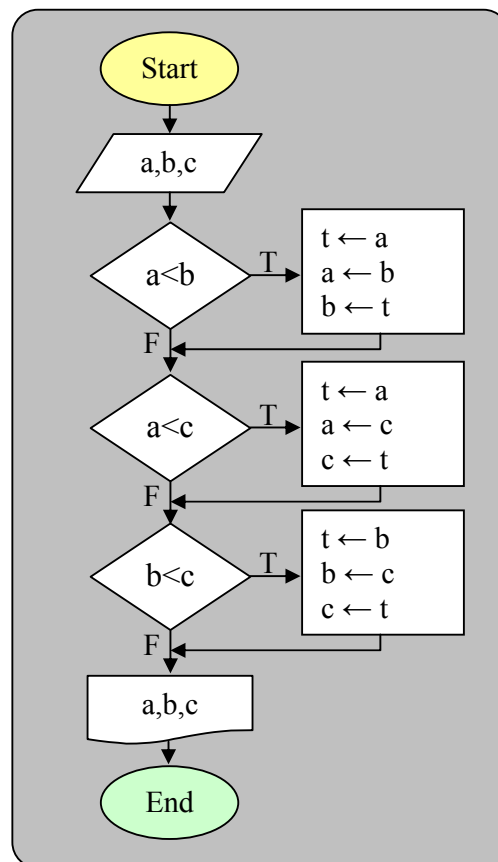 Start
a,b,c
a<b
T
t ← a
a ← b
b ← t
F
a<c
T
t ← a
a ← c
c ← t
F
b<c
T
t ← b
b ← c
c ← t
F
a,b,c
End